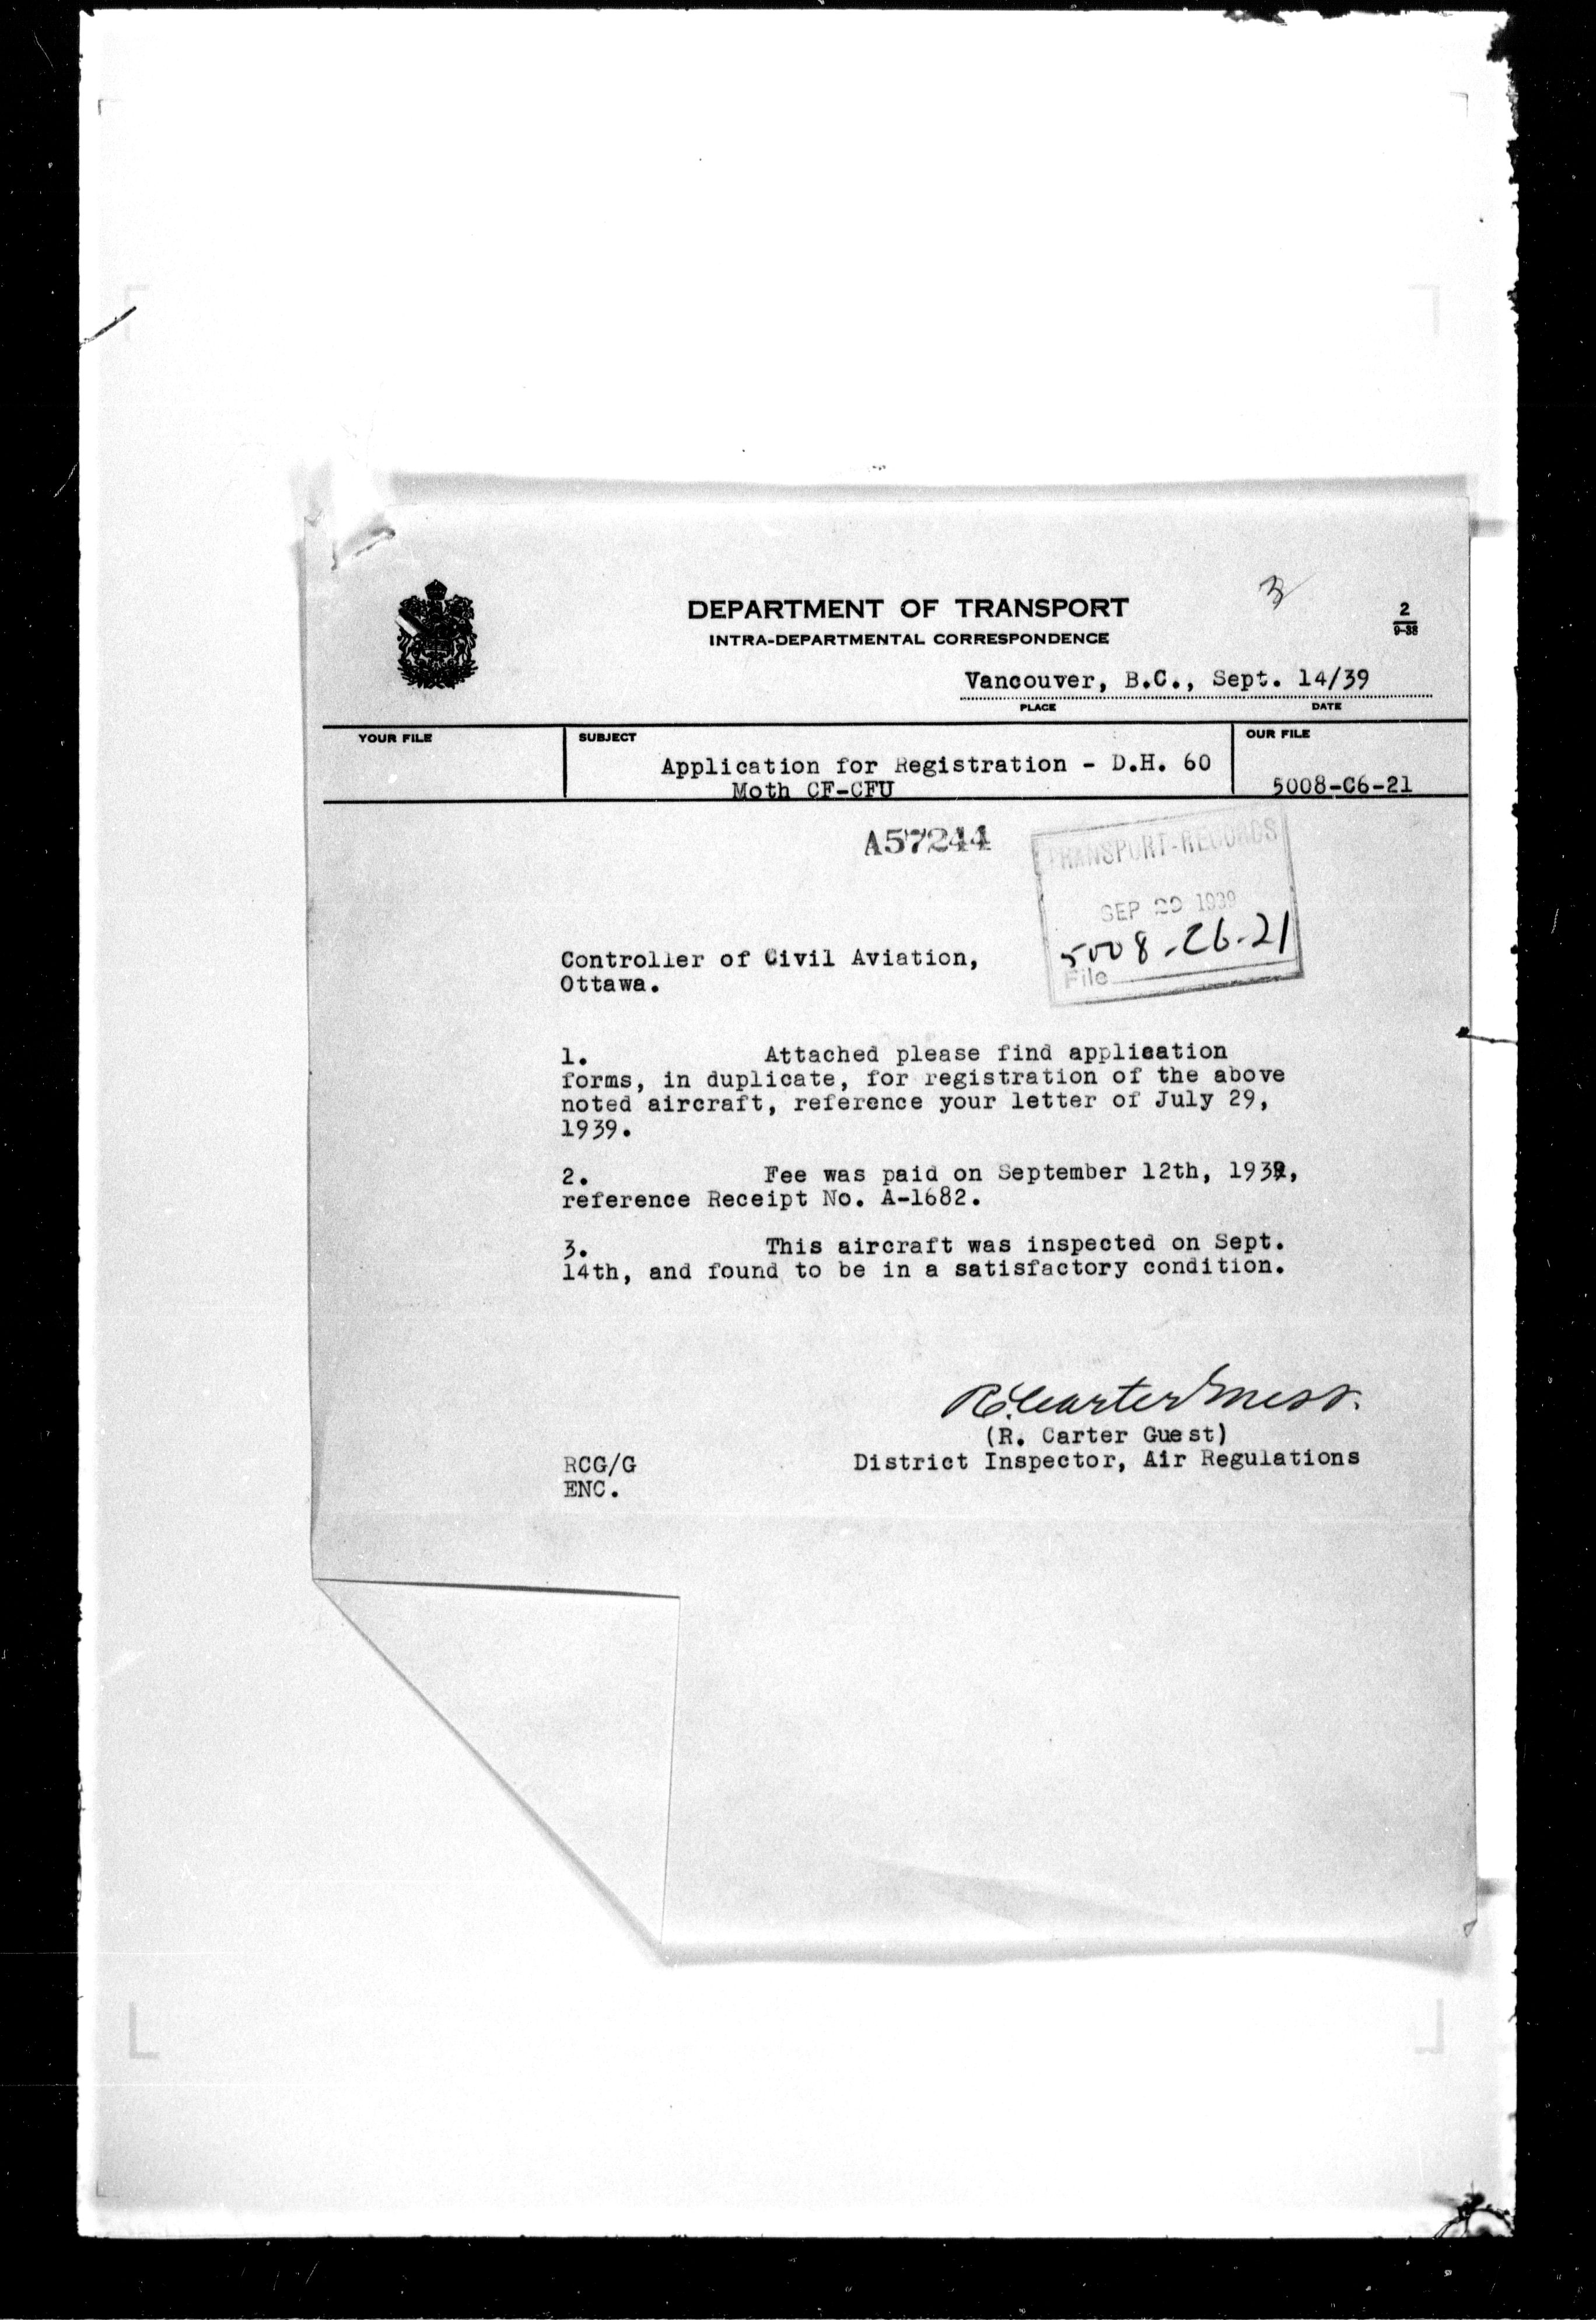 DEPARTMENT OF TRANSPORT
3
2
9-38
INTRA-DEPARTMENTAL CORRESPONDENCE
Vancouver, B.C., Sept. 14/39
PLACE DATE
YOUR FILE SUBJECT OUR FILE
Application for Registration - D.H. 60
Moth CF-CFU 5008-C6-21
A57244
TRANSPORT-RECORDS
SEP 1939
5008-C6-21
File
Controller of Civil Aviation,
Ottawa.
1. Attached please find application
forms, in duplicate, for registration of the above
noted aircraft, reference your letter of July 29,
1939.
2. Fee was paid on September 12th, 1939,
reference Receipt No. A-1682.
3. This aircraft was inspected on Sept.
14th, and found to be in a satisfactory condition.
R. Carter Guest.
(R. Carter Guest)
RCG/G District Inspector, Air Regulations
ENC.